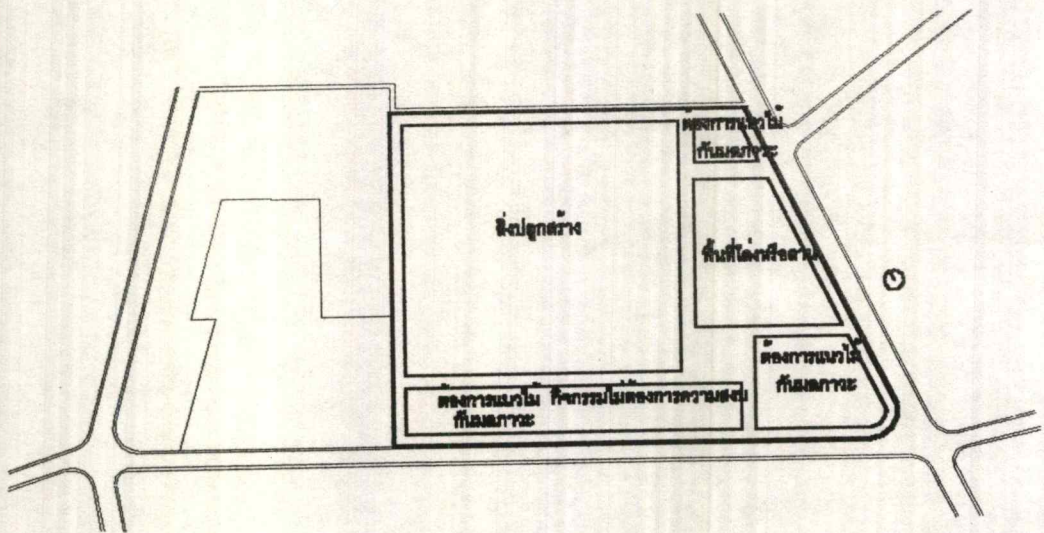 ต้องการแนวไม้
กันมลภาวะ
สิ่งปลูกสร้าง
พื้นที่โล่งหรือลาน
ต้องการแนวไม้
กันมลภาวะ
ต้องการแนวไม้ กิจกรรมไม่ต้องการความสงบ
กันมลภาวะ